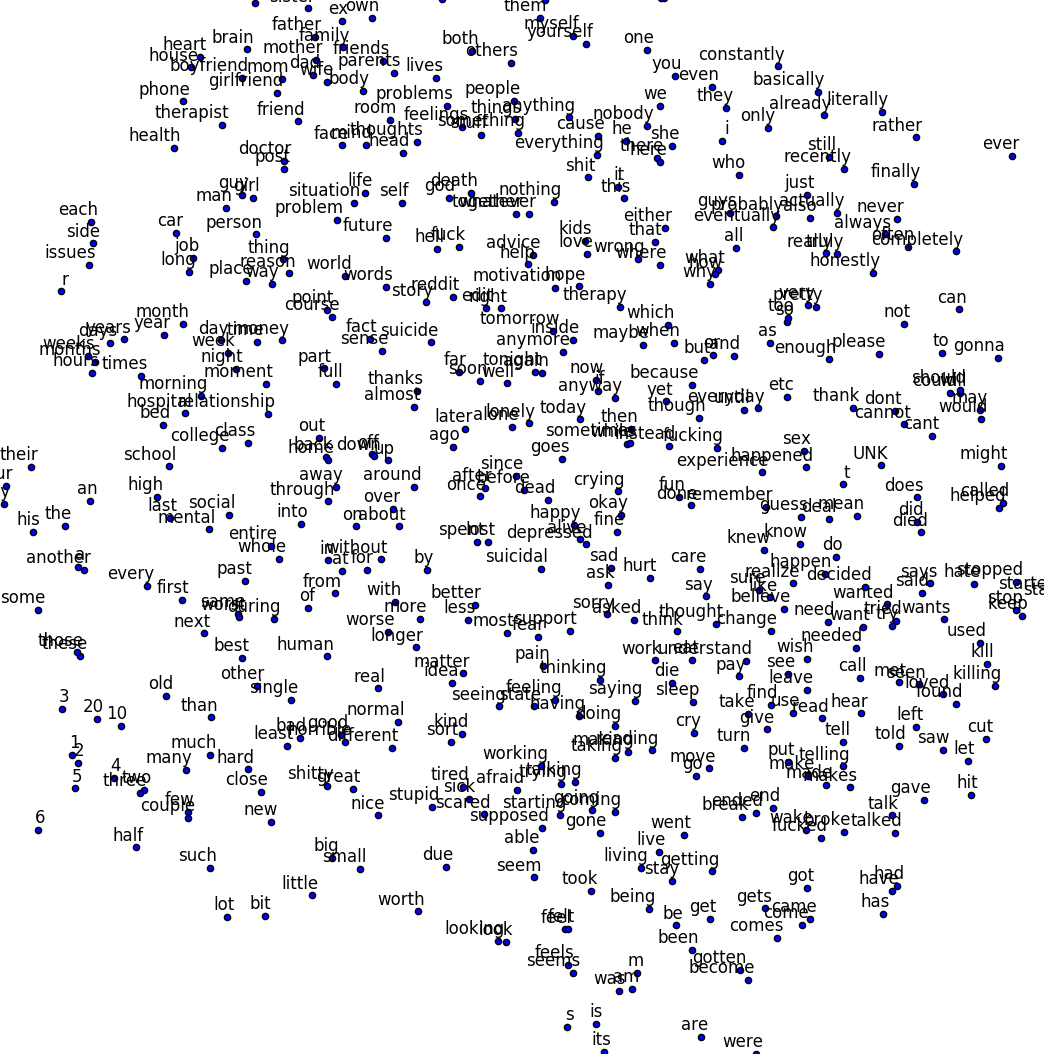 sister
them
ex
own
father
myself
family
yourself
brain
both
one
heart
mother
friends
others
constantly
house
dad
parents
you
boyfriend
mom
wife
lives
even
girlfriend
body
basically
phone
problems
people
we
they
already
literally
therapist
friend
room
things
anything
nobody
only
feelings
something
stuff
cause
he
she
i
rather
health
face
mind
thoughts
head
everything
there
here
still
ever
doctor
post
shit
who
recently
guy
girl
life
death
it
just
finally
man
situation
self
god
this
actually
each
problem
together
whatever
nothing
guys
probably
also
never
side
car
person
future
either
eventually
always
issues
job
thing
hell
fuck
advice
kids
that
all
really
truly
often
completely
long
reason
help
love
wrong
where
what
honestly
r
place
way
world
words
motivation
hope
how
why
story
reddit
edit
right
therapy
very
pretty
can
month
point
course
tomorrow
which
too
so
not
years
year
day
time
money
fact
suicide
inside
maybe
when
as
days
week
sense
anymore
but
and
enough
please
to
gonna
weeks
months
hours
times
night
part
far
soon
tonight
again
now
because
moment
full
thanks
well
if
anyway
yet
etc
should
could
will
morning
almost
everyday
until
thank
dont
may
hospital
relationship
later
alone
lonely
today
then
though
cannot
would
bed
out
ago
sometimes
while
instead
fucking
cant
college
class
back
home
down
off
up
goes
sex
their
school
since
experience
happened
UNK
might
away
around
after
before
crying
t
an
high
through
once
dead
fun
done
remember
does
called
helped
his
the
last
social
over
okay
guess
deal
mean
did
mental
into
on
about
happy
fine
died
entire
spent
lost
depressed
alive
knew
know
another
a
whole
in
without
at
for
by
suicidal
sad
care
do
every
past
ask
hurt
happen
from
sure
realize
decided
says
hate
stopped
some
first
same
worst
during
of
with
better
say
like
believe
wanted
said
stop
keep
next
more
less
sorry
asked
thought
need
want
tried
try
wants
those
these
worse
longer
most
fear
support
think
change
needed
used
best
human
pain
work
understand
wish
kill
other
matter
idea
thinking
die
pay
see
call
met
seen
killing
old
single
real
feeling
saying
sleep
leave
loved
found
3
20
10
than
seeing
state
having
take
find
use
read
hear
least
bad
good
horrible
normal
different
kind
sort
doing
cry
give
left
cut
1
2
much
making
reading
taking
turn
tell
told
saw
let
4
many
hard
working
move
put
telling
5
three
two
close
shitty
great
tired
sick
afraid
trying
talking
go
make
made
makes
hit
few
couple
new
nice
stupid
scared
starting
going
coming
break
ended
end
gave
talk
6
half
supposed
gone
went
wake
fucked
broke
talked
such
big
small
due
able
live
living
stay
getting
little
seem
took
got
had
have
lot
bit
worth
being
get
gets
has
looking
look
felt
feel
be
came
come
comes
been
feels
seems
m
gotten
become
was
am
s
is
are
its
were